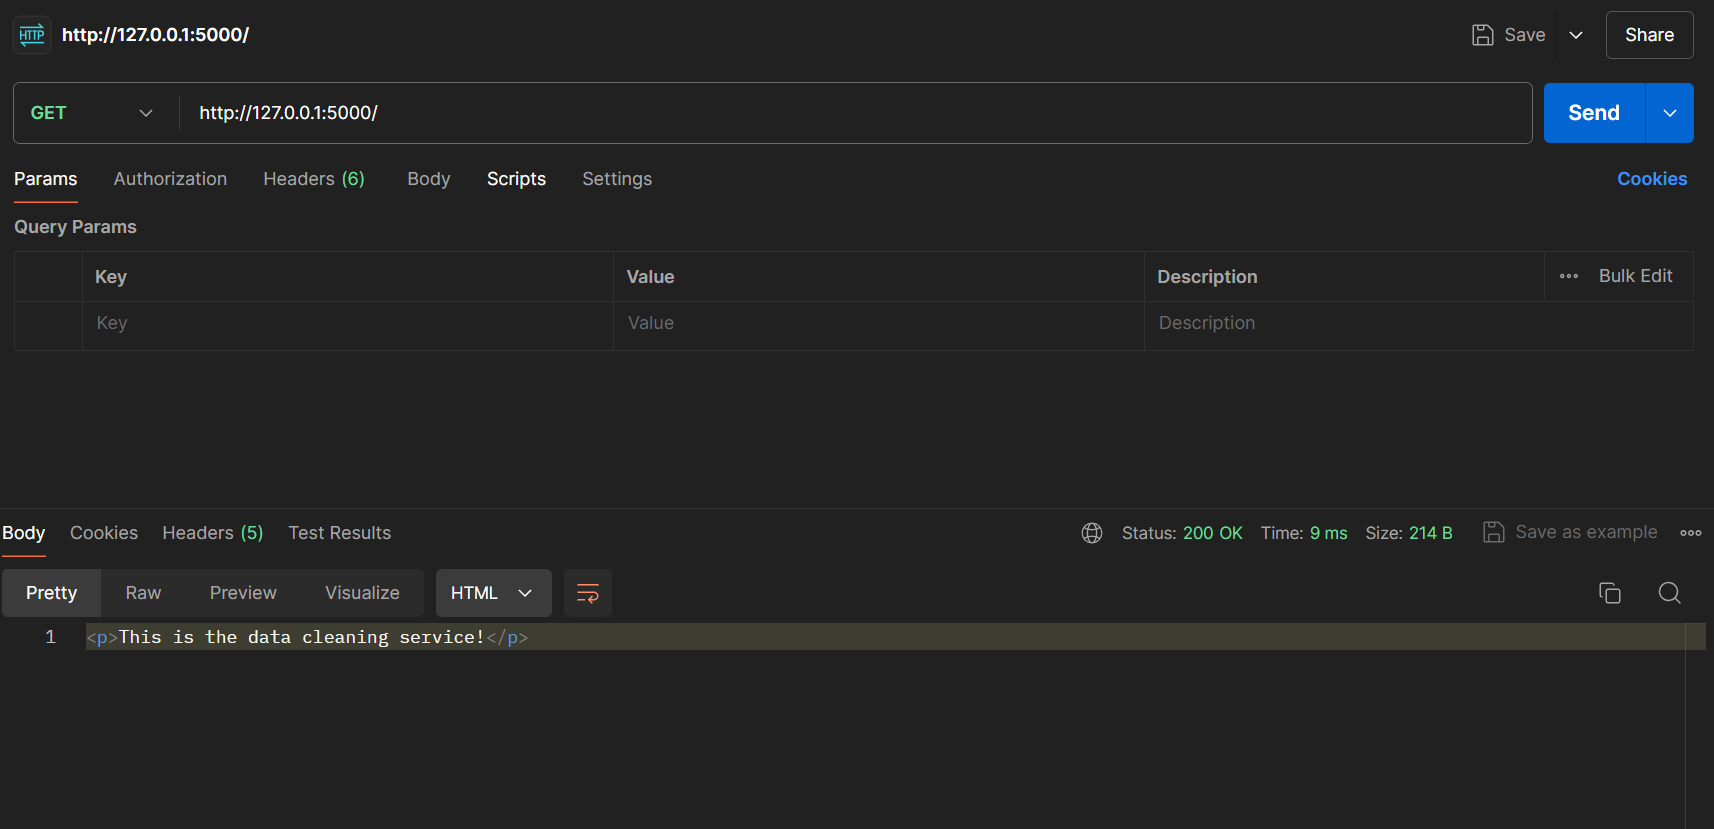 HTTP http://127.0.0.1:5000/ Save Share
GET http://127.0.0.1:5000/ Send
Params Authorization Headers (6) Body Scripts Settings Cookies
Query Params
Key Value Description Bulk Edit
Key Value Description
Body Cookies Headers (5) Test Results Status: 200 OK Time: 9 ms Size: 214 B Save as example
Pretty Raw Preview Visualize HTML
1 <p>This is the data cleaning service!</p>